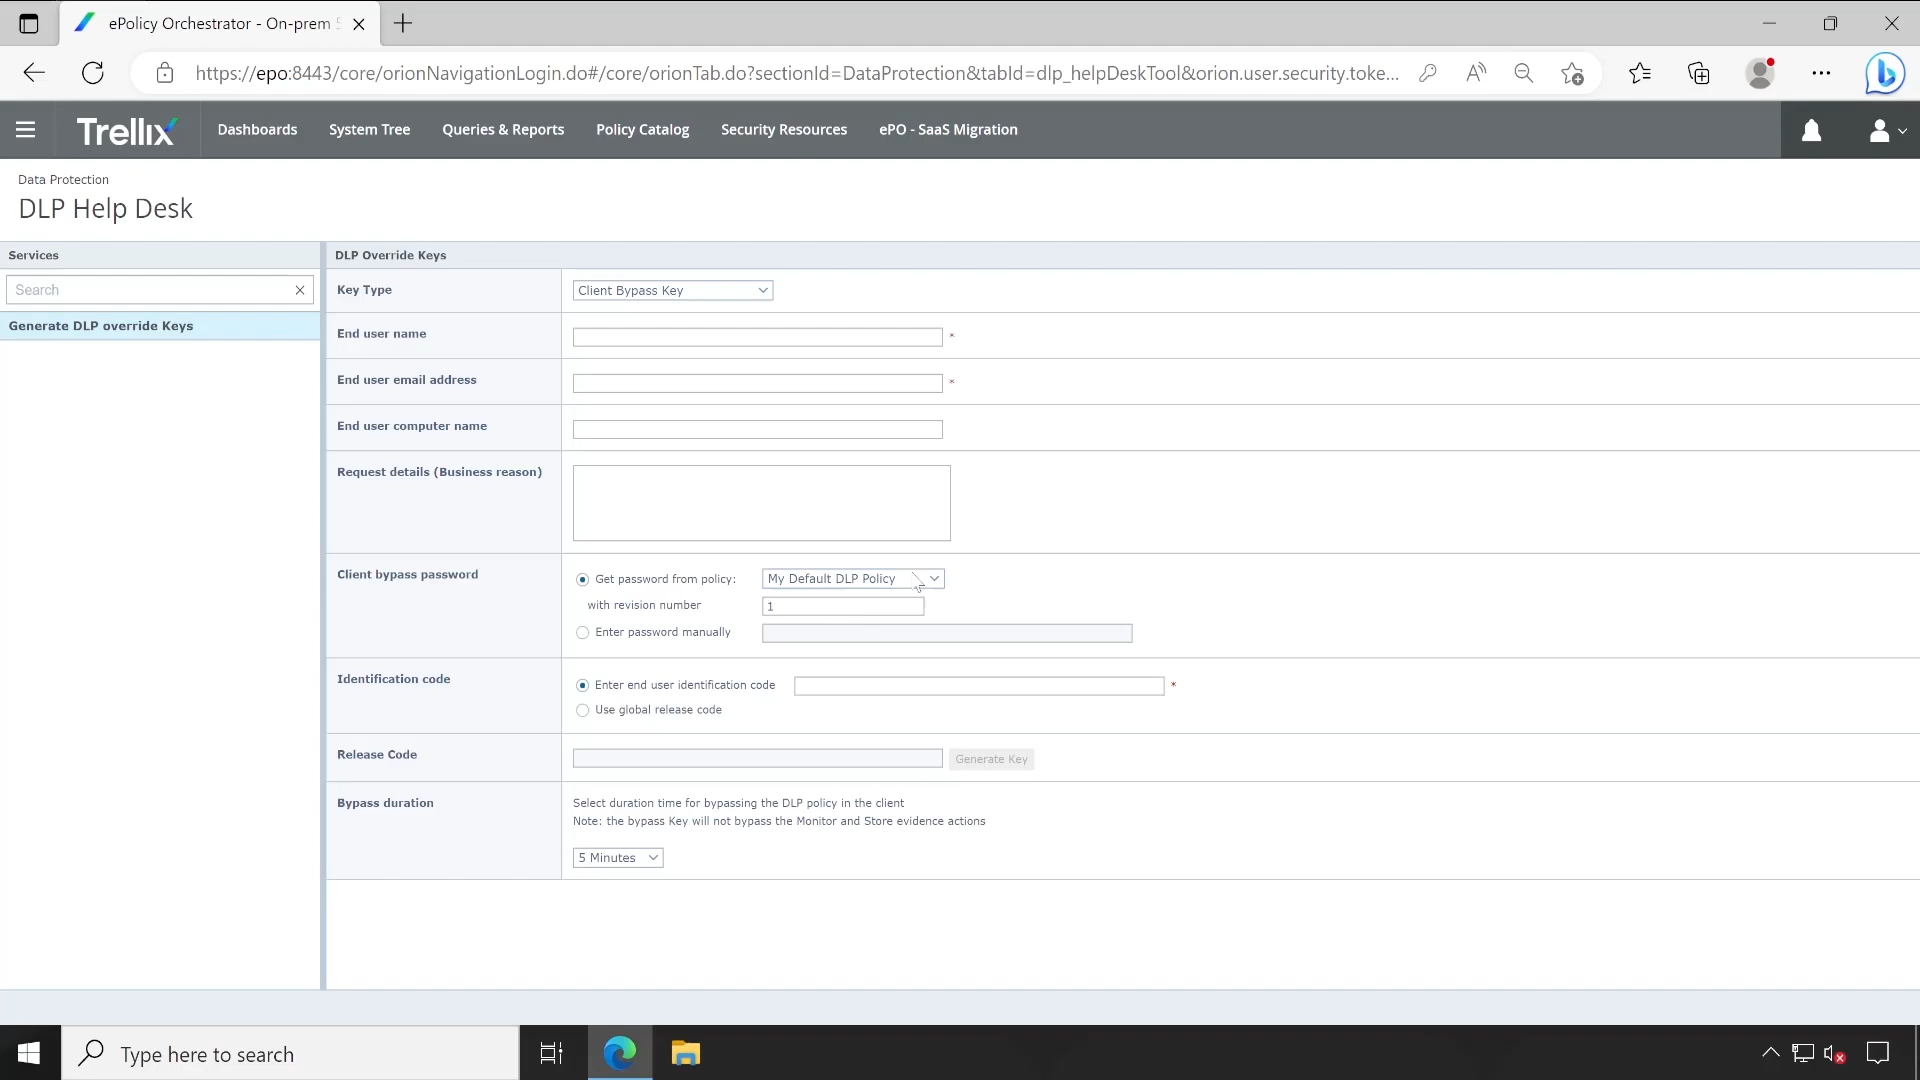 ePolicy Orchestrator - On-prem
https://epo:8443/core/orionNavigationLogin.do#/core/orionTab.do?sectionId=DataProtection&tabId=dlp_helpDeskTool&orion.user.security.toke...
Trellix
Dashboards
System Tree
Queries & Reports
Policy Catalog
Security Resources
ePO - SaaS Migration
Data Protection
DLP Help Desk
Services
Search
Generate DLP override Keys
DLP Override Keys
Key Type
Client Bypass Key
End user name
*
End user email address
*
End user computer name
Request details (Business reason)
Client bypass password
Get password from policy:
My Default DLP Policy
with revision number
1
Enter password manually
Identification code
Enter end user identification code
*
Use global release code
Release Code
Generate Key
Bypass duration
Select duration time for bypassing the DLP policy in the client
Note: the bypass Key will not bypass the Monitor and Store evidence actions
5 Minutes
Type here to search